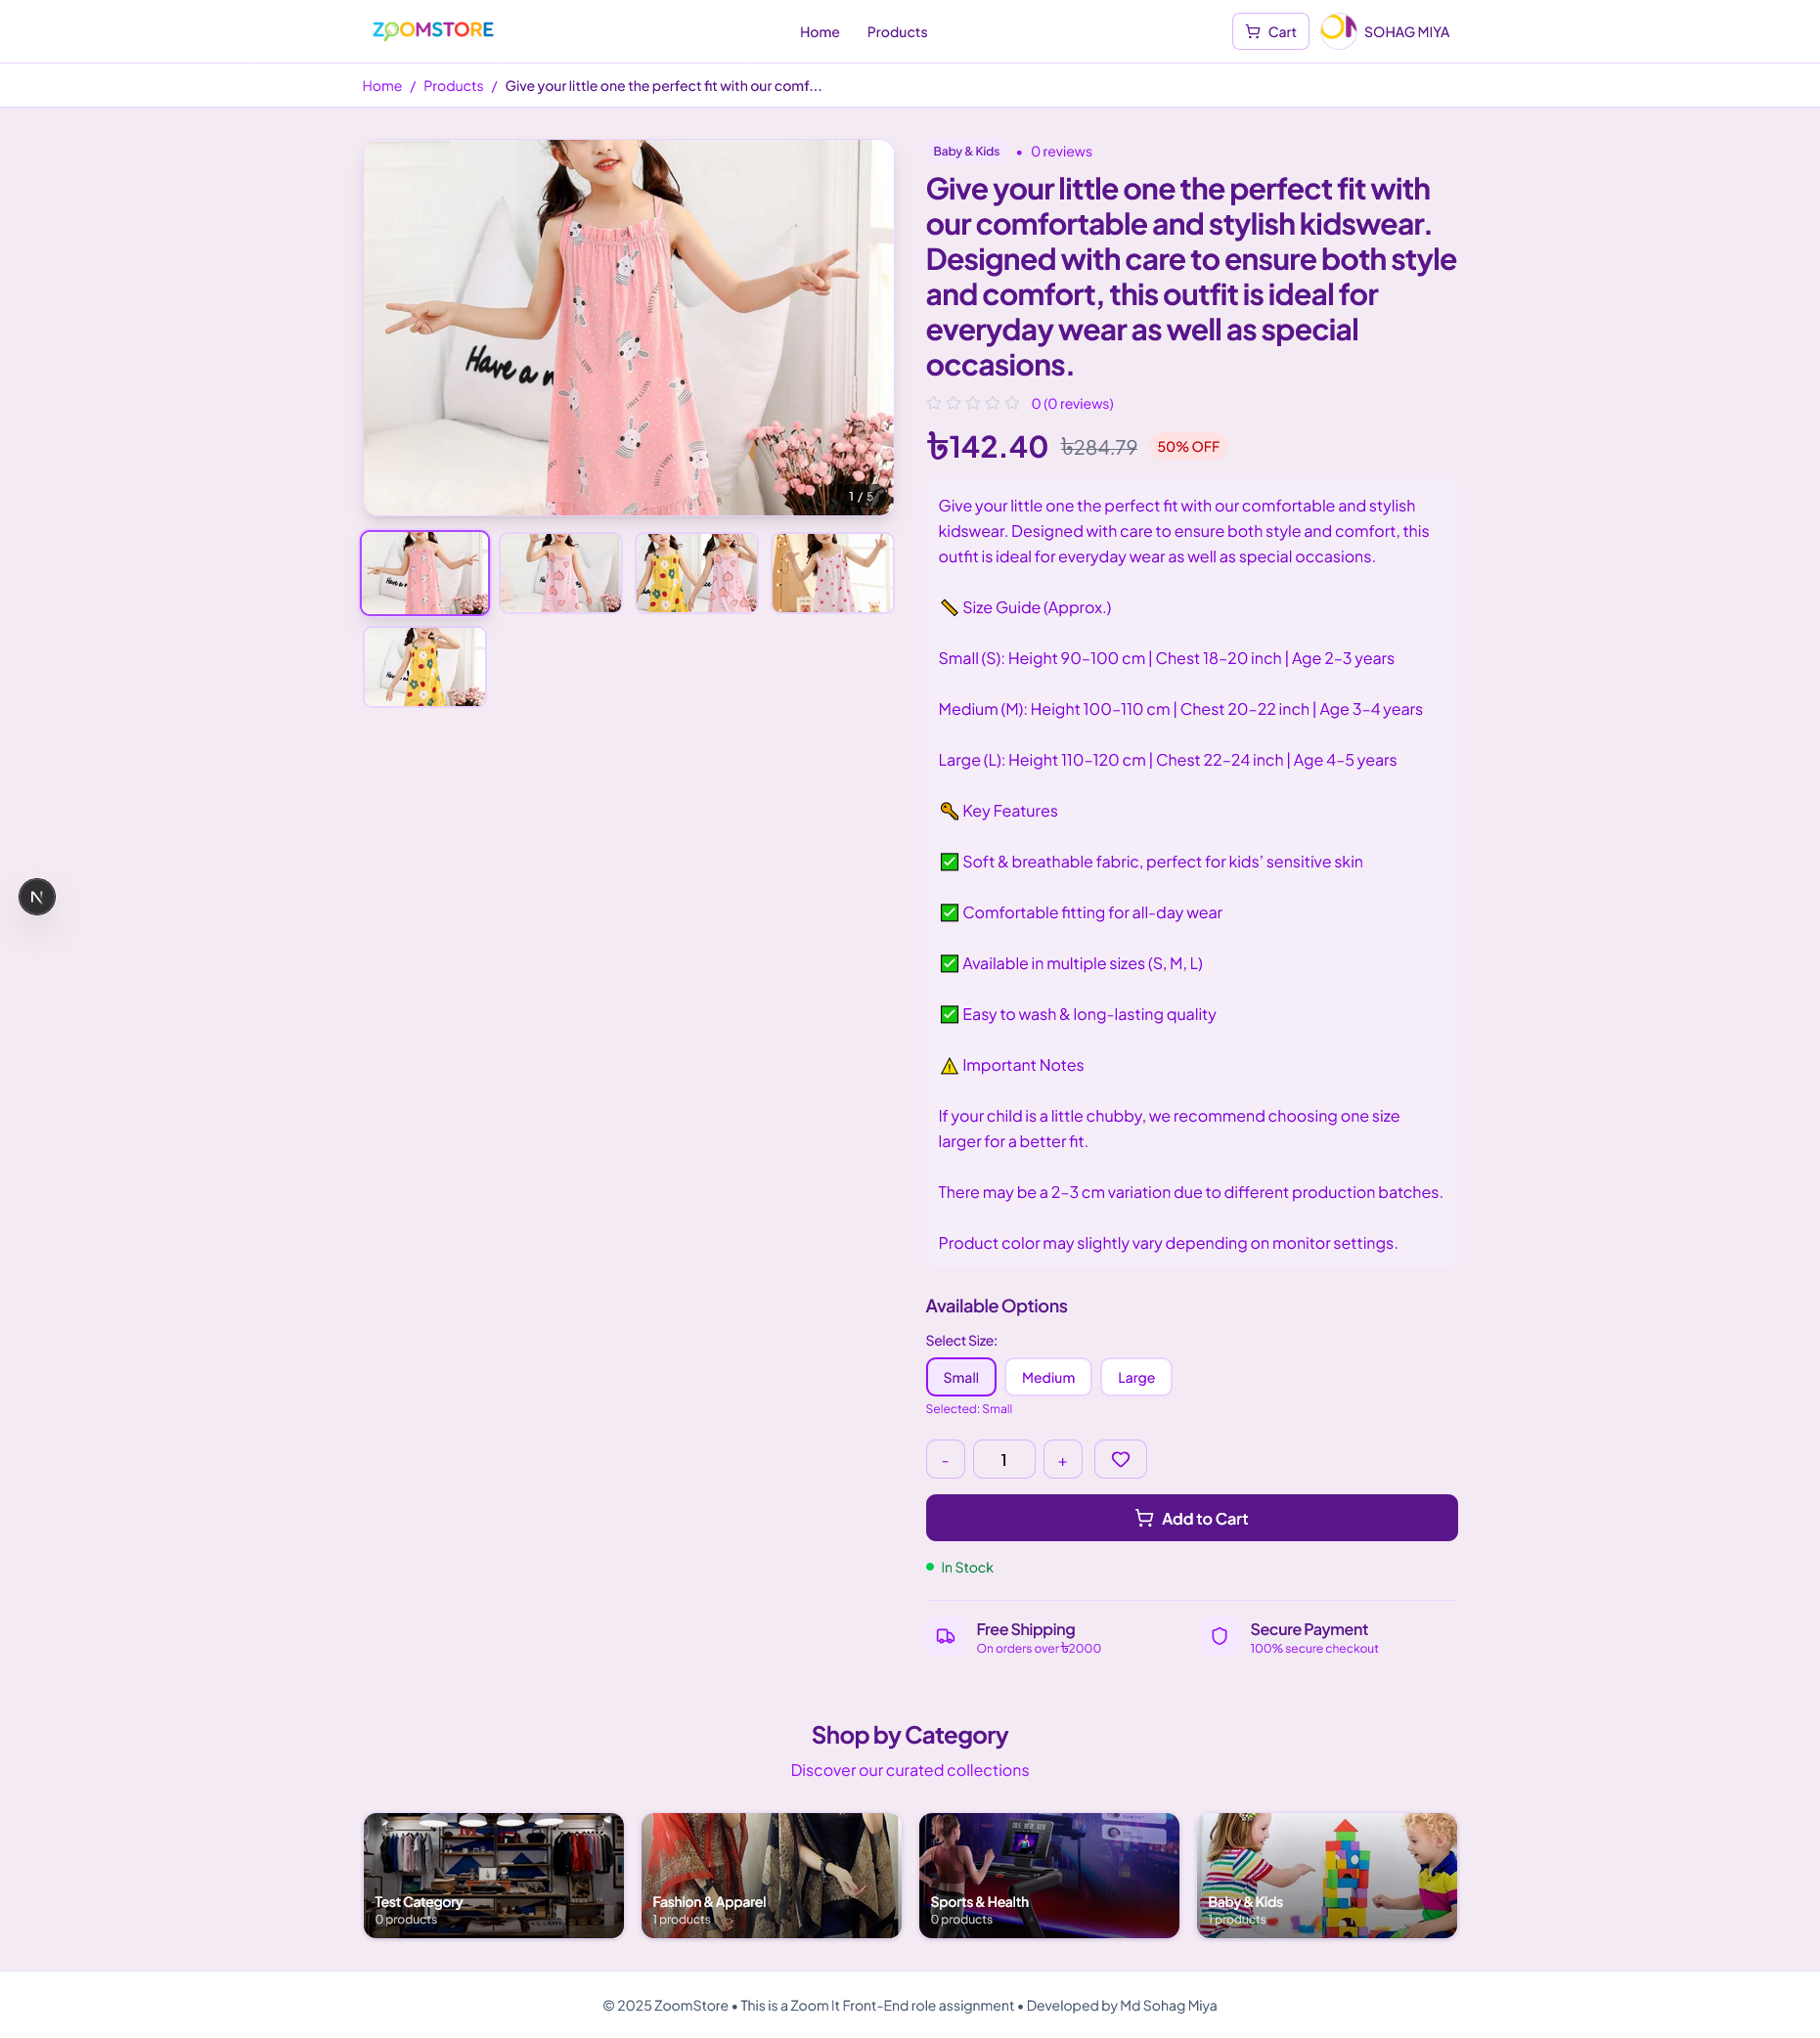 ZOOMSTORE
Home
Products
Cart
SOHAG MIYA
Home / Products / Give your little one the perfect fit with our comf...
Have a n
1 / 5
Baby & Kids • 0 reviews
Give your little one the perfect fit with
our comfortable and stylish kidswear.
Designed with care to ensure both style
and comfort, this outfit is ideal for
everyday wear as well as special
occasions.
0 (0 reviews)
৳142.40 ৳284.79 50% OFF
Give your little one the perfect fit with our comfortable and stylish
kidswear. Designed with care to ensure both style and comfort, this
outfit is ideal for everyday wear as well as special occasions.
📏 Size Guide (Approx.)
Small (S): Height 90–100 cm | Chest 18–20 inch | Age 2–3 years
Medium (M): Height 100–110 cm | Chest 20–22 inch | Age 3–4 years
Large (L): Height 110–120 cm | Chest 22–24 inch | Age 4–5 years
🔑 Key Features
✅ Soft & breathable fabric, perfect for kids’ sensitive skin
✅ Comfortable fitting for all-day wear
✅ Available in multiple sizes (S, M, L)
✅ Easy to wash & long-lasting quality
⚠️ Important Notes
If your child is a little chubby, we recommend choosing one size
larger for a better fit.
There may be a 2–3 cm variation due to different production batches.
Product color may slightly vary depending on monitor settings.
Available Options
Select Size:
Small
Medium
Large
Selected: Small
- 1 +
Add to Cart
In Stock
Free Shipping
On orders over ৳2000
Secure Payment
100% secure checkout
Shop by Category
Discover our curated collections
Test Category
0 products
Fashion & Apparel
1 products
Sports & Health
0 products
Baby & Kids
1 products
© 2025 ZoomStore • This is a Zoom It Front-End role assignment • Developed by Md Sohag Miya